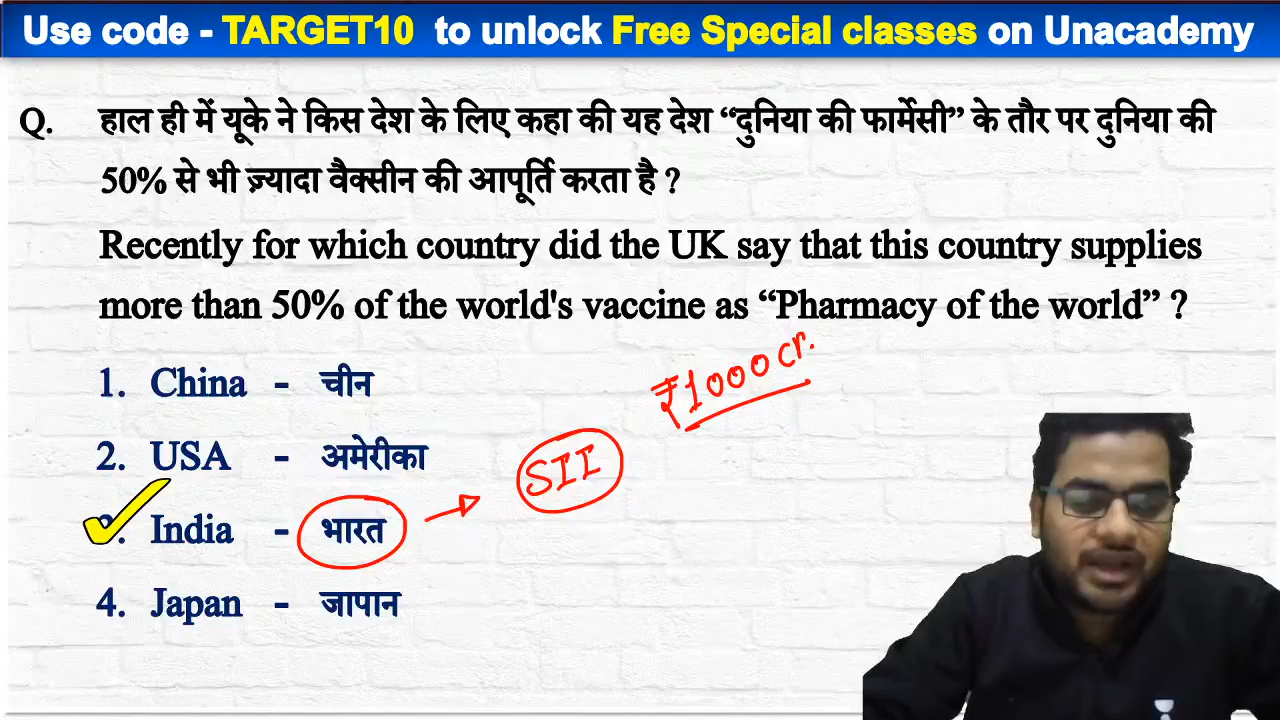 Use code - TARGET10 to unlock Free Special classes on Unacademy
Q. हाल ही में यूके ने किस देश के लिए कहा की यह देश “दुनिया की फार्मेसी” के तौर पर दुनिया की
50% से भी ज़्यादा वैक्सीन की आपूर्ति करता है ?
Recently for which country did the UK say that this country supplies
more than 50% of the world's vaccine as “Pharmacy of the world” ?
₹1000 cr.
1. China - चीन
2. USA - अमेरीका
SII
3. India - भारत
4. Japan - जापान